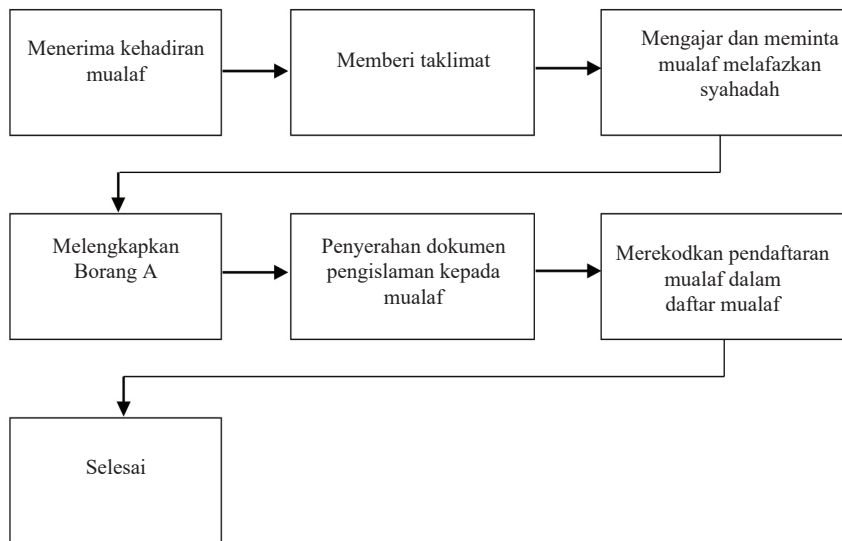 Menerima kehadiran
mualaf
Memberi taklimat
Mengajar dan meminta
mualaf melafazkan
syahadah
Melengkapkan
Borang A
Penyerahan dokumen
pengislaman kepada
mualaf
Merekodkan pendaftaran
mualaf dalam
daftar mualaf
Selesai